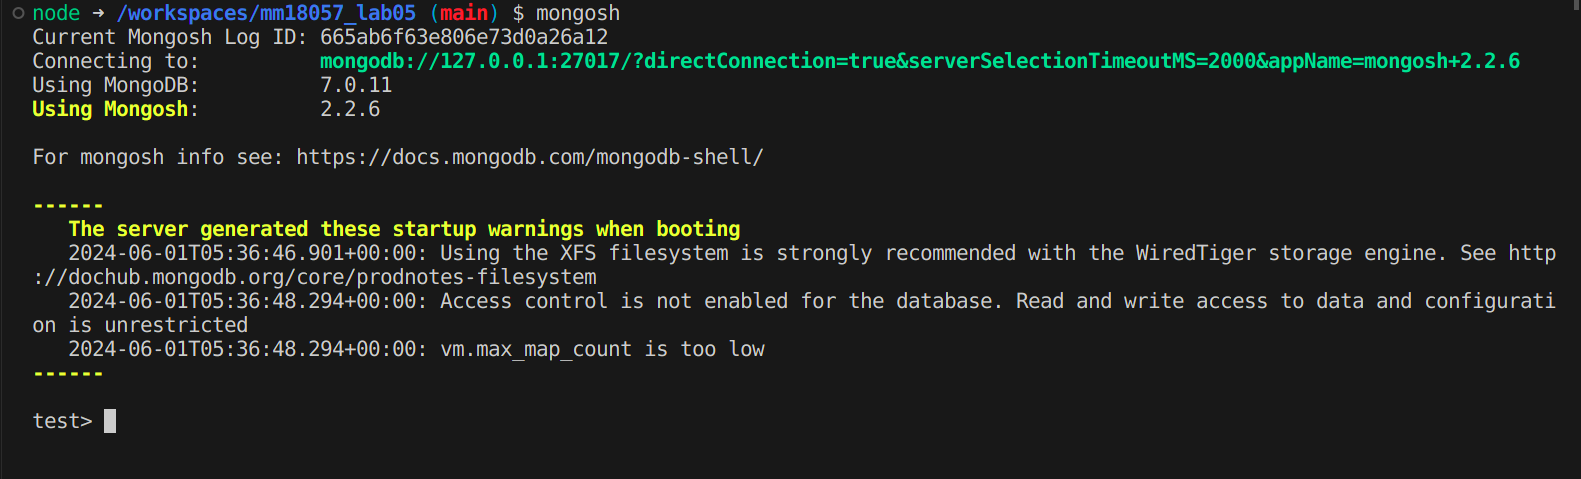 node ➜ /workspaces/mm18057_lab05 (main) $ mongosh
Current Mongosh Log ID: 665ab6f63e806e73d0a26a12
Connecting to:          mongodb://127.0.0.1:27017/?directConnection=true&serverSelectionTimeoutMS=2000&appName=mongosh+2.2.6
Using MongoDB:          7.0.11
Using Mongosh:          2.2.6
For mongosh info see: https://docs.mongodb.com/mongodb-shell/
------
   The server generated these startup warnings when booting
   2024-06-01T05:36:46.901+00:00: Using the XFS filesystem is strongly recommended with the WiredTiger storage engine. See http
://dochub.mongodb.org/core/prodnotes-filesystem
   2024-06-01T05:36:48.294+00:00: Access control is not enabled for the database. Read and write access to data and configurati
on is unrestricted
   2024-06-01T05:36:48.294+00:00: vm.max_map_count is too low
------
test>